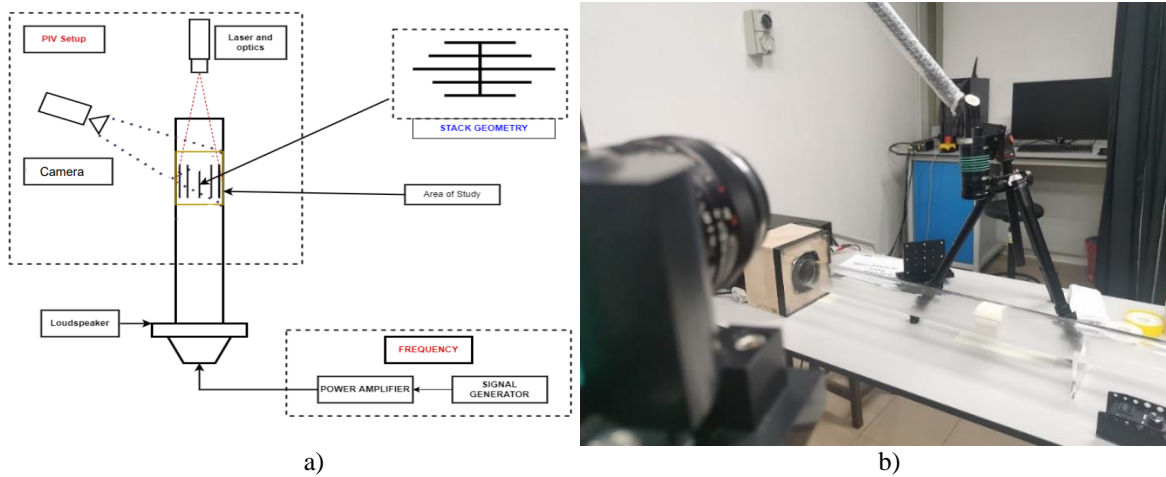 PIV Setup
Laser and
optics
Camera
STACK GEOMETRY
Area of Study
Loudspeaker
FREQUENCY
POWER AMPLIFIER
SIGNAL
GENERATOR
a)
b)